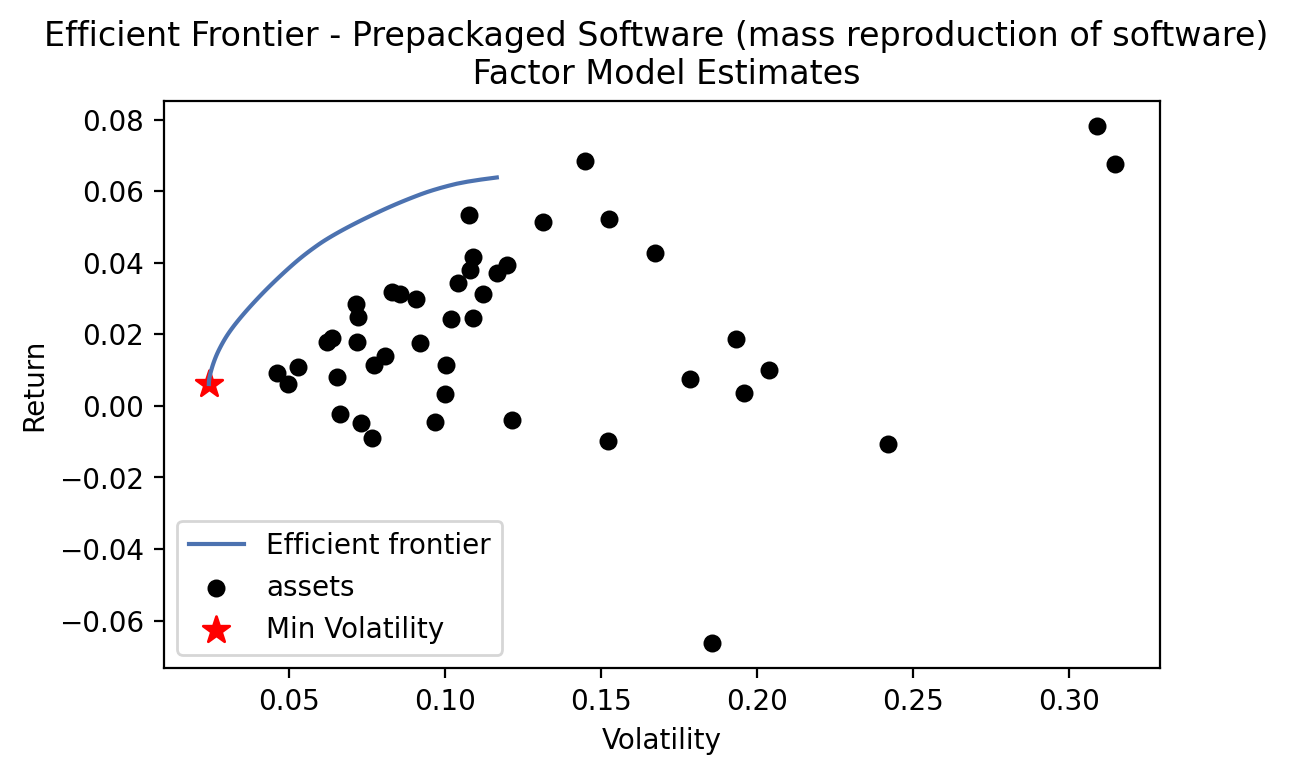 Efficient Frontier - Prepackaged Software (mass reproduction of software)
Factor Model Estimates
0.08
0.06
0.04
0.02
0.00
−0.02
−0.04
−0.06
Return
Efficient frontier
assets
Min Volatility
0.05 0.10 0.15 0.20 0.25 0.30
Volatility